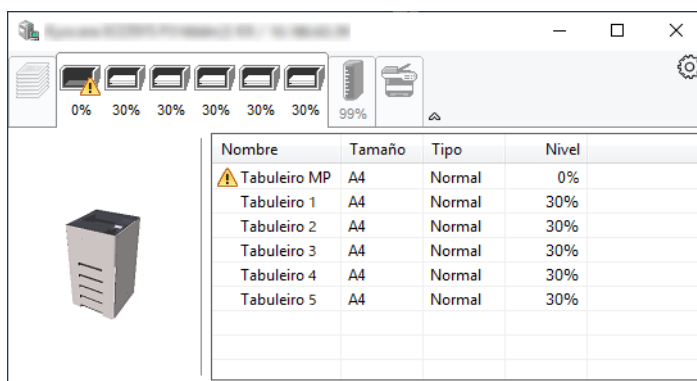 0% 30% 30% 30% 30% 30% 99%
Nombre Tamaño Tipo Nivel
Tabuleiro MP A4 Normal 0%
Tabuleiro 1 A4 Normal 30%
Tabuleiro 2 A4 Normal 30%
Tabuleiro 3 A4 Normal 30%
Tabuleiro 4 A4 Normal 30%
Tabuleiro 5 A4 Normal 30%